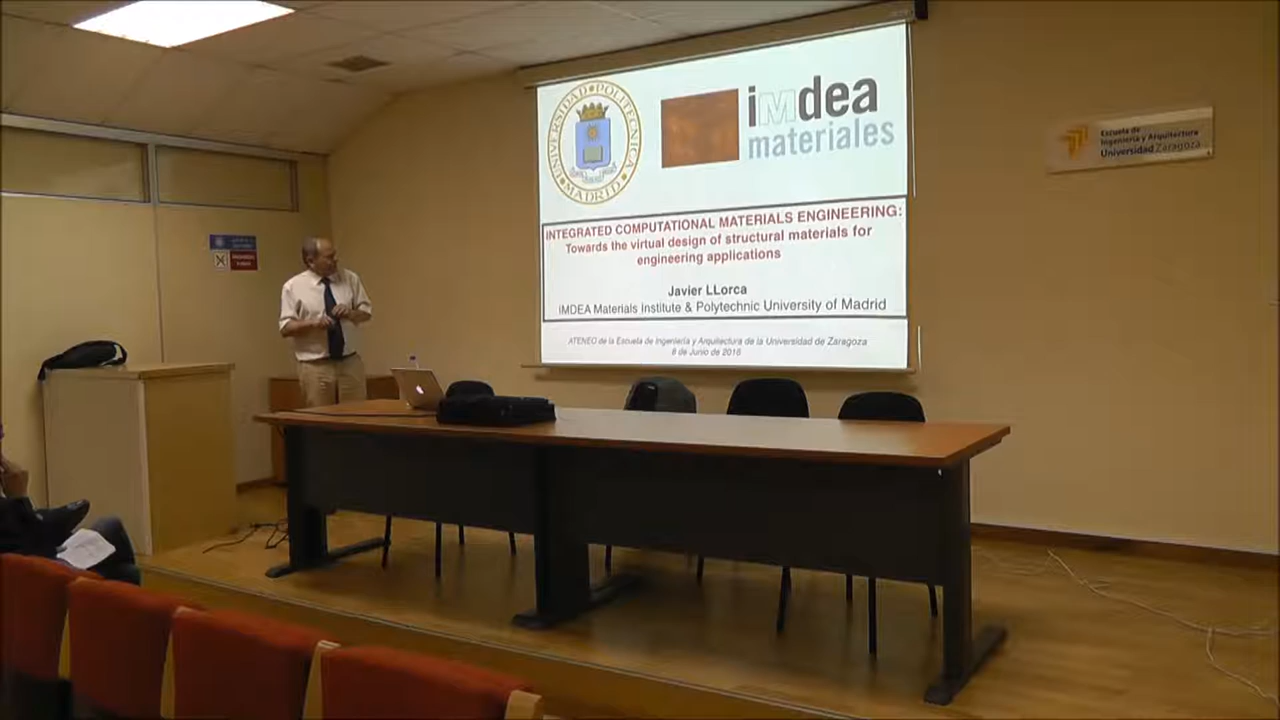 UNIVERSIDAD POLITECNICA
MADRID
imdea
materiales
INTEGRATED COMPUTATIONAL MATERIALS ENGINEERING:
Towards the virtual design of structural materials for
engineering applications
Javier LLorca
IMDEA Materials Institute & Polytechnic University of Madrid
ATENEO de la Escuela de Ingeniería y Arquitectura de la Universidad de Zaragoza
8 de Junio de 2016
Escuela de
Ingeniería y Arquitectura
Universidad Zaragoza